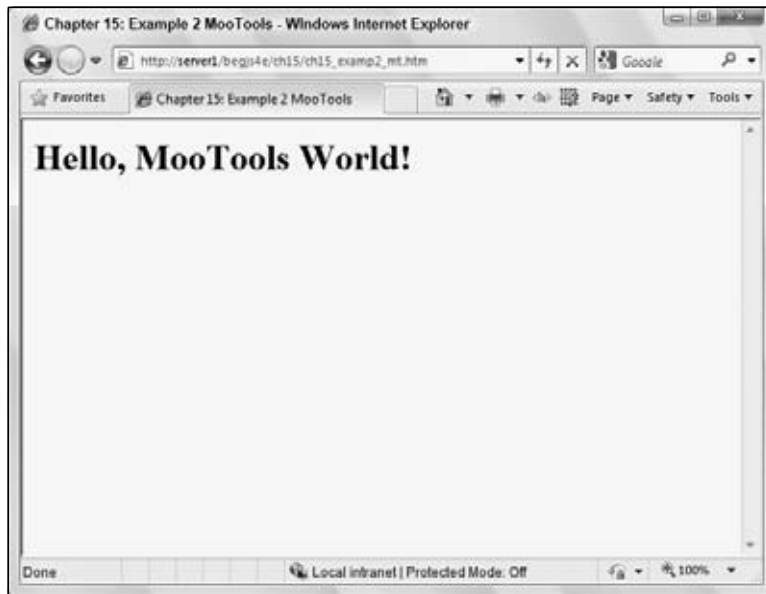 Chapter 15: Example 2 MooTools - Windows Internet Explorer
http://server1/begjs4e/ch15/ch15_examp2_mt.htm
Google
Favorites
Chapter 15: Example 2 MooTools
Page
Safety
Tools
Hello, MooTools World!
Done
Local intranet | Protected Mode: Off
100%